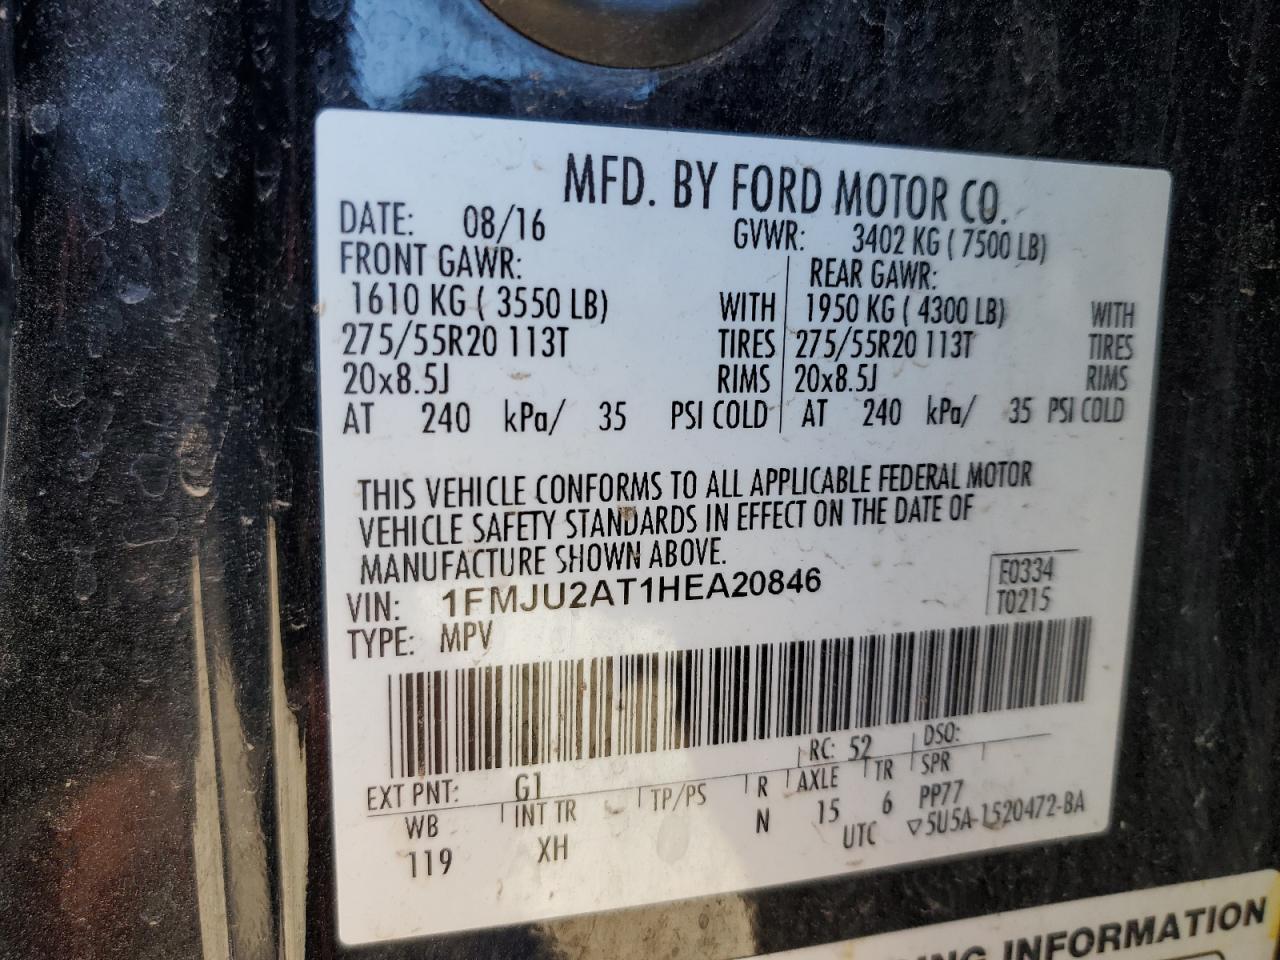 MFD. BY FORD MOTOR CO.
DATE: 08/16 GVWR: 3402 KG ( 7500 LB)
FRONT GAWR: REAR GAWR:
1610 KG ( 3550 LB) WITH 1950 KG ( 4300 LB) WITH
275/55R20 113T TIRES 275/55R20 113T TIRES
20x8.5J RIMS 20x8.5J RIMS
AT 240 kPa/ 35 PSI COLD AT 240 kPa/ 35 PSI COLD
THIS VEHICLE CONFORMS TO ALL APPLICABLE FEDERAL MOTOR
VEHICLE SAFETY STANDARDS IN EFFECT ON THE DATE OF
MANUFACTURE SHOWN ABOVE.
VIN: 1FMJU2AT1HEA20846 F0334
TYPE: MPV T0215
EXT PNT: G1 RC: 52 DSO:
WB INT TR TP/PS R AXLE TR SPR
119 XH N 15 6 PP77
UTC ▽5U5A-1520472-BA
INFORMATION